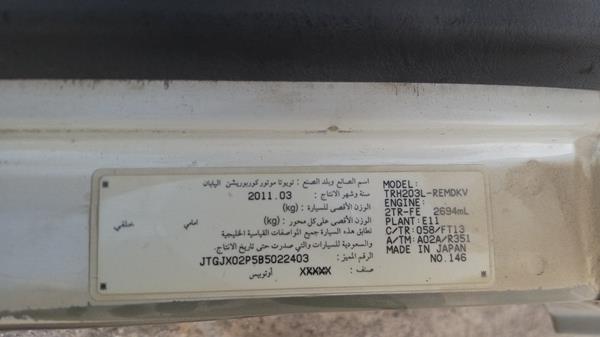 اسم الصانع وبلد الصنع : تويوتا موتور كوربوريشن اليابان
سنة وشهر الانتاج : 2011.03
الوزن الأقصى للسيارة : (kg)
الوزن الأقصى على كل محور : (kg) امامي خلفي
تطابق هذه السيارة جميع المواصفات القياسية الخليجية
والسعودية للسيارات والتي صدرت حتى تاريخ الانتاج.
الرقم المميز : JTGJX02P5B5022403
صنف : XXXXX أوتوبيس
MODEL:
TRH203L-REMDKV
ENGINE:
2TR-FE 2694mL
PLANT: E11
C/TR: 058/FT13
A/TM: A02A/R351
MADE IN JAPAN
NO. 146